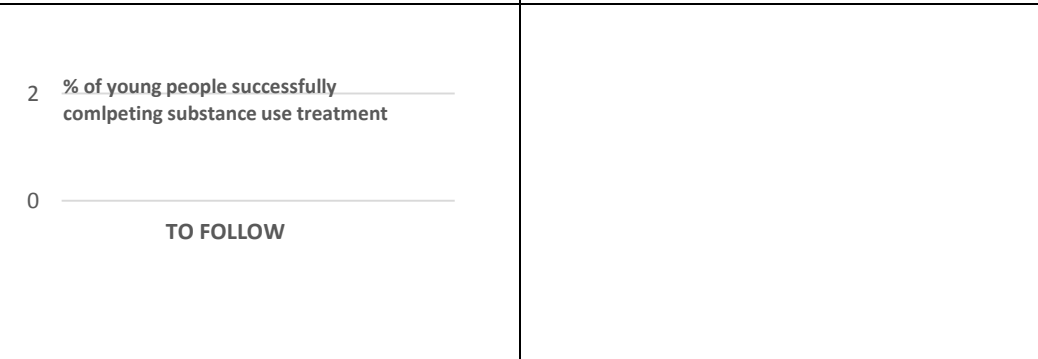 2
% of young people successfully
comlpeting substance use treatment
0
TO FOLLOW